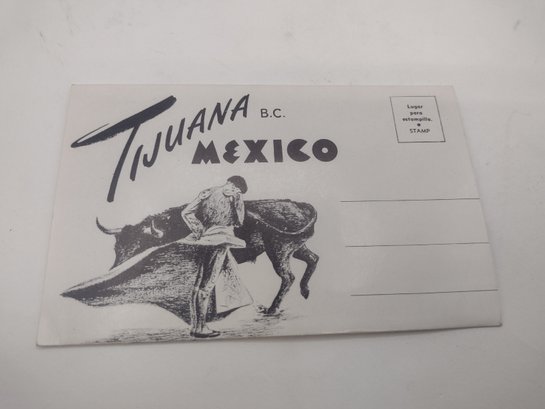 TIJUANA B.C.
MEXICO
Lugar
para
estampilla.
STAMP